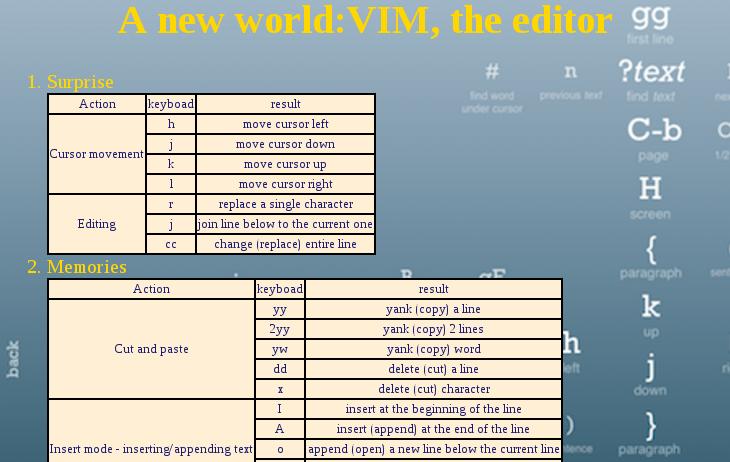 A new world:VIM, the editor
1. Surprise
Action keyboad result
Cursor movement
h move cursor left
j move cursor down
k move cursor up
l move cursor right
Editing
r replace a single character
j join line below to the current one
cc change (replace) entire line
2. Memories
Action keyboad result
Cut and paste
yy yank (copy) a line
2yy yank (copy) 2 lines
yw yank (copy) word
dd delete (cut) a line
x delete (cut) character
Insert mode - inserting/appending text
I insert at the beginning of the line
A insert (append) at the end of the line
o append (open) a new line below the current line
gg
first line
#
find word
under cursor
n
previous text
?text
find text
C-b
page
H
screen
{
paragraph
k
up
j
down
}
paragraph
back
h
)